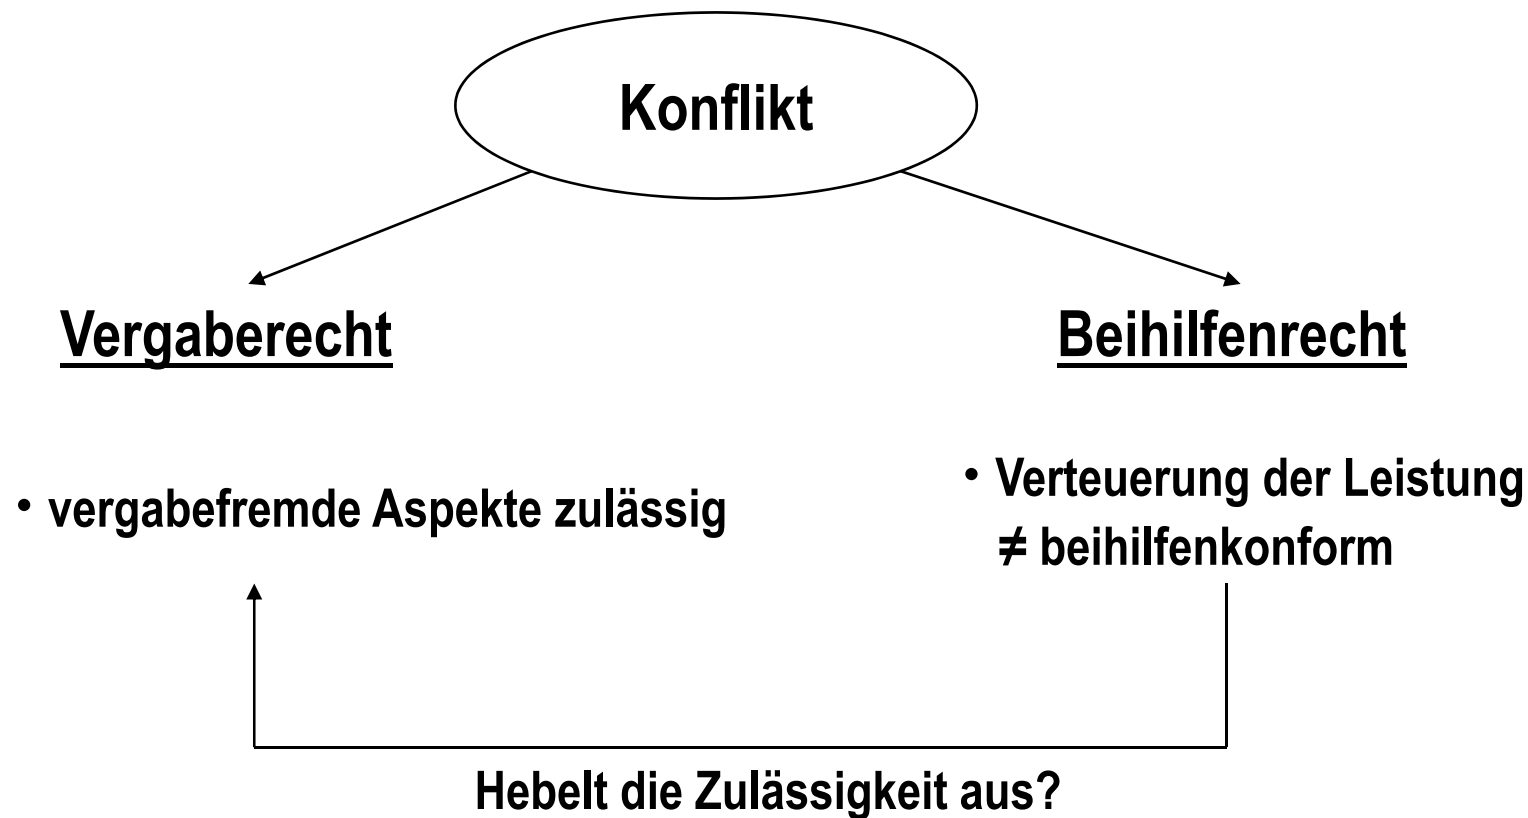 Konflikt
Vergaberecht
Beihilfenrecht
• vergabefremde Aspekte zulässig
• Verteuerung der Leistung
≠ beihilfenkonform
Hebelt die Zulässigkeit aus?